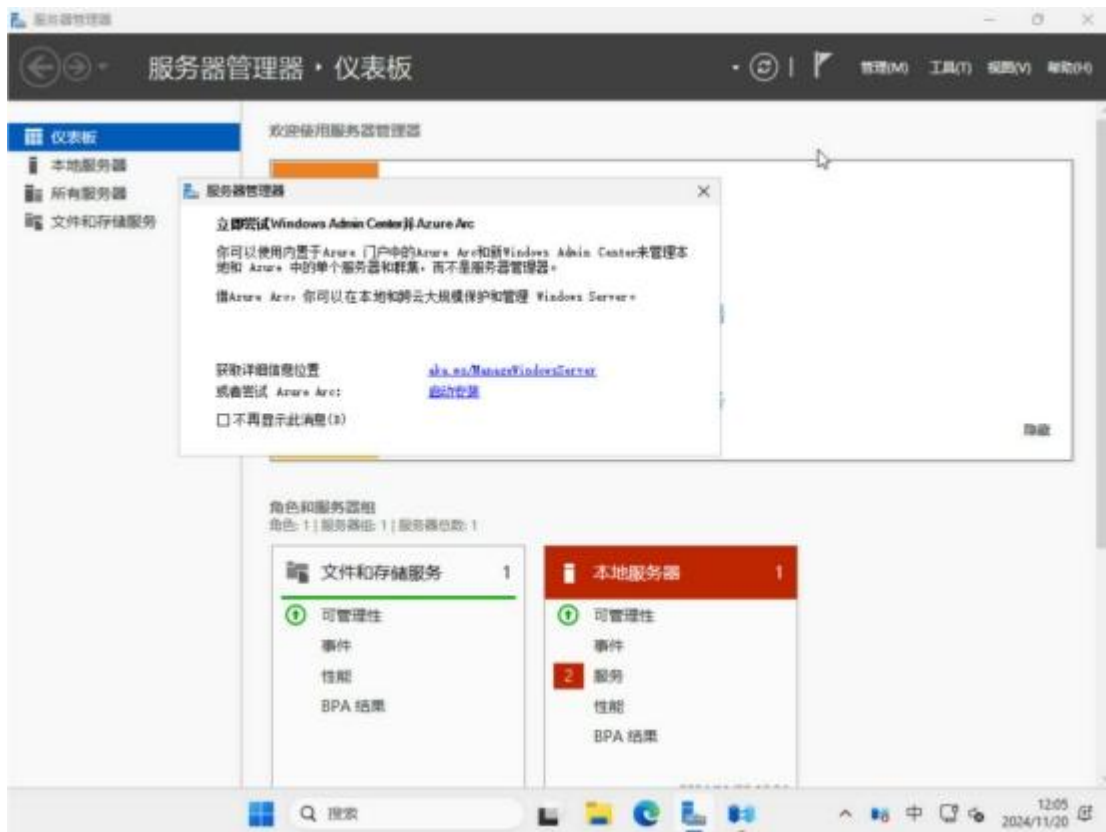 服务器管理器
服务器管理器 · 仪表板
管理(M) 工具(T) 视图(V) 帮助(H)
仪表板
本地服务器
所有服务器
文件和存储服务
欢迎使用服务器管理器
服务器管理器
立即尝试Windows Admin Center和Azure Arc
你可以使用内置于Azure 门户中的Azure Arc和新Windows Admin Center来管理本
地和 Azure 中的单个服务器和群集，而不是服务器管理器。
借Azure Arc，你可以在本地和跨云大规模保护和管理 Windows Server。
获取详细信息位置 aka.ms/ManageWindowsServer
或者尝试 Azure Arc: 启动安装
不再显示此消息(D)
隐藏
角色和服务器组
角色: 1 | 服务器组: 1 | 服务器总数: 1
文件和存储服务 1
可管理性
事件
性能
BPA 结果
本地服务器 1
可管理性
事件
2 服务
性能
BPA 结果
搜索
中
12:05
2024/11/20